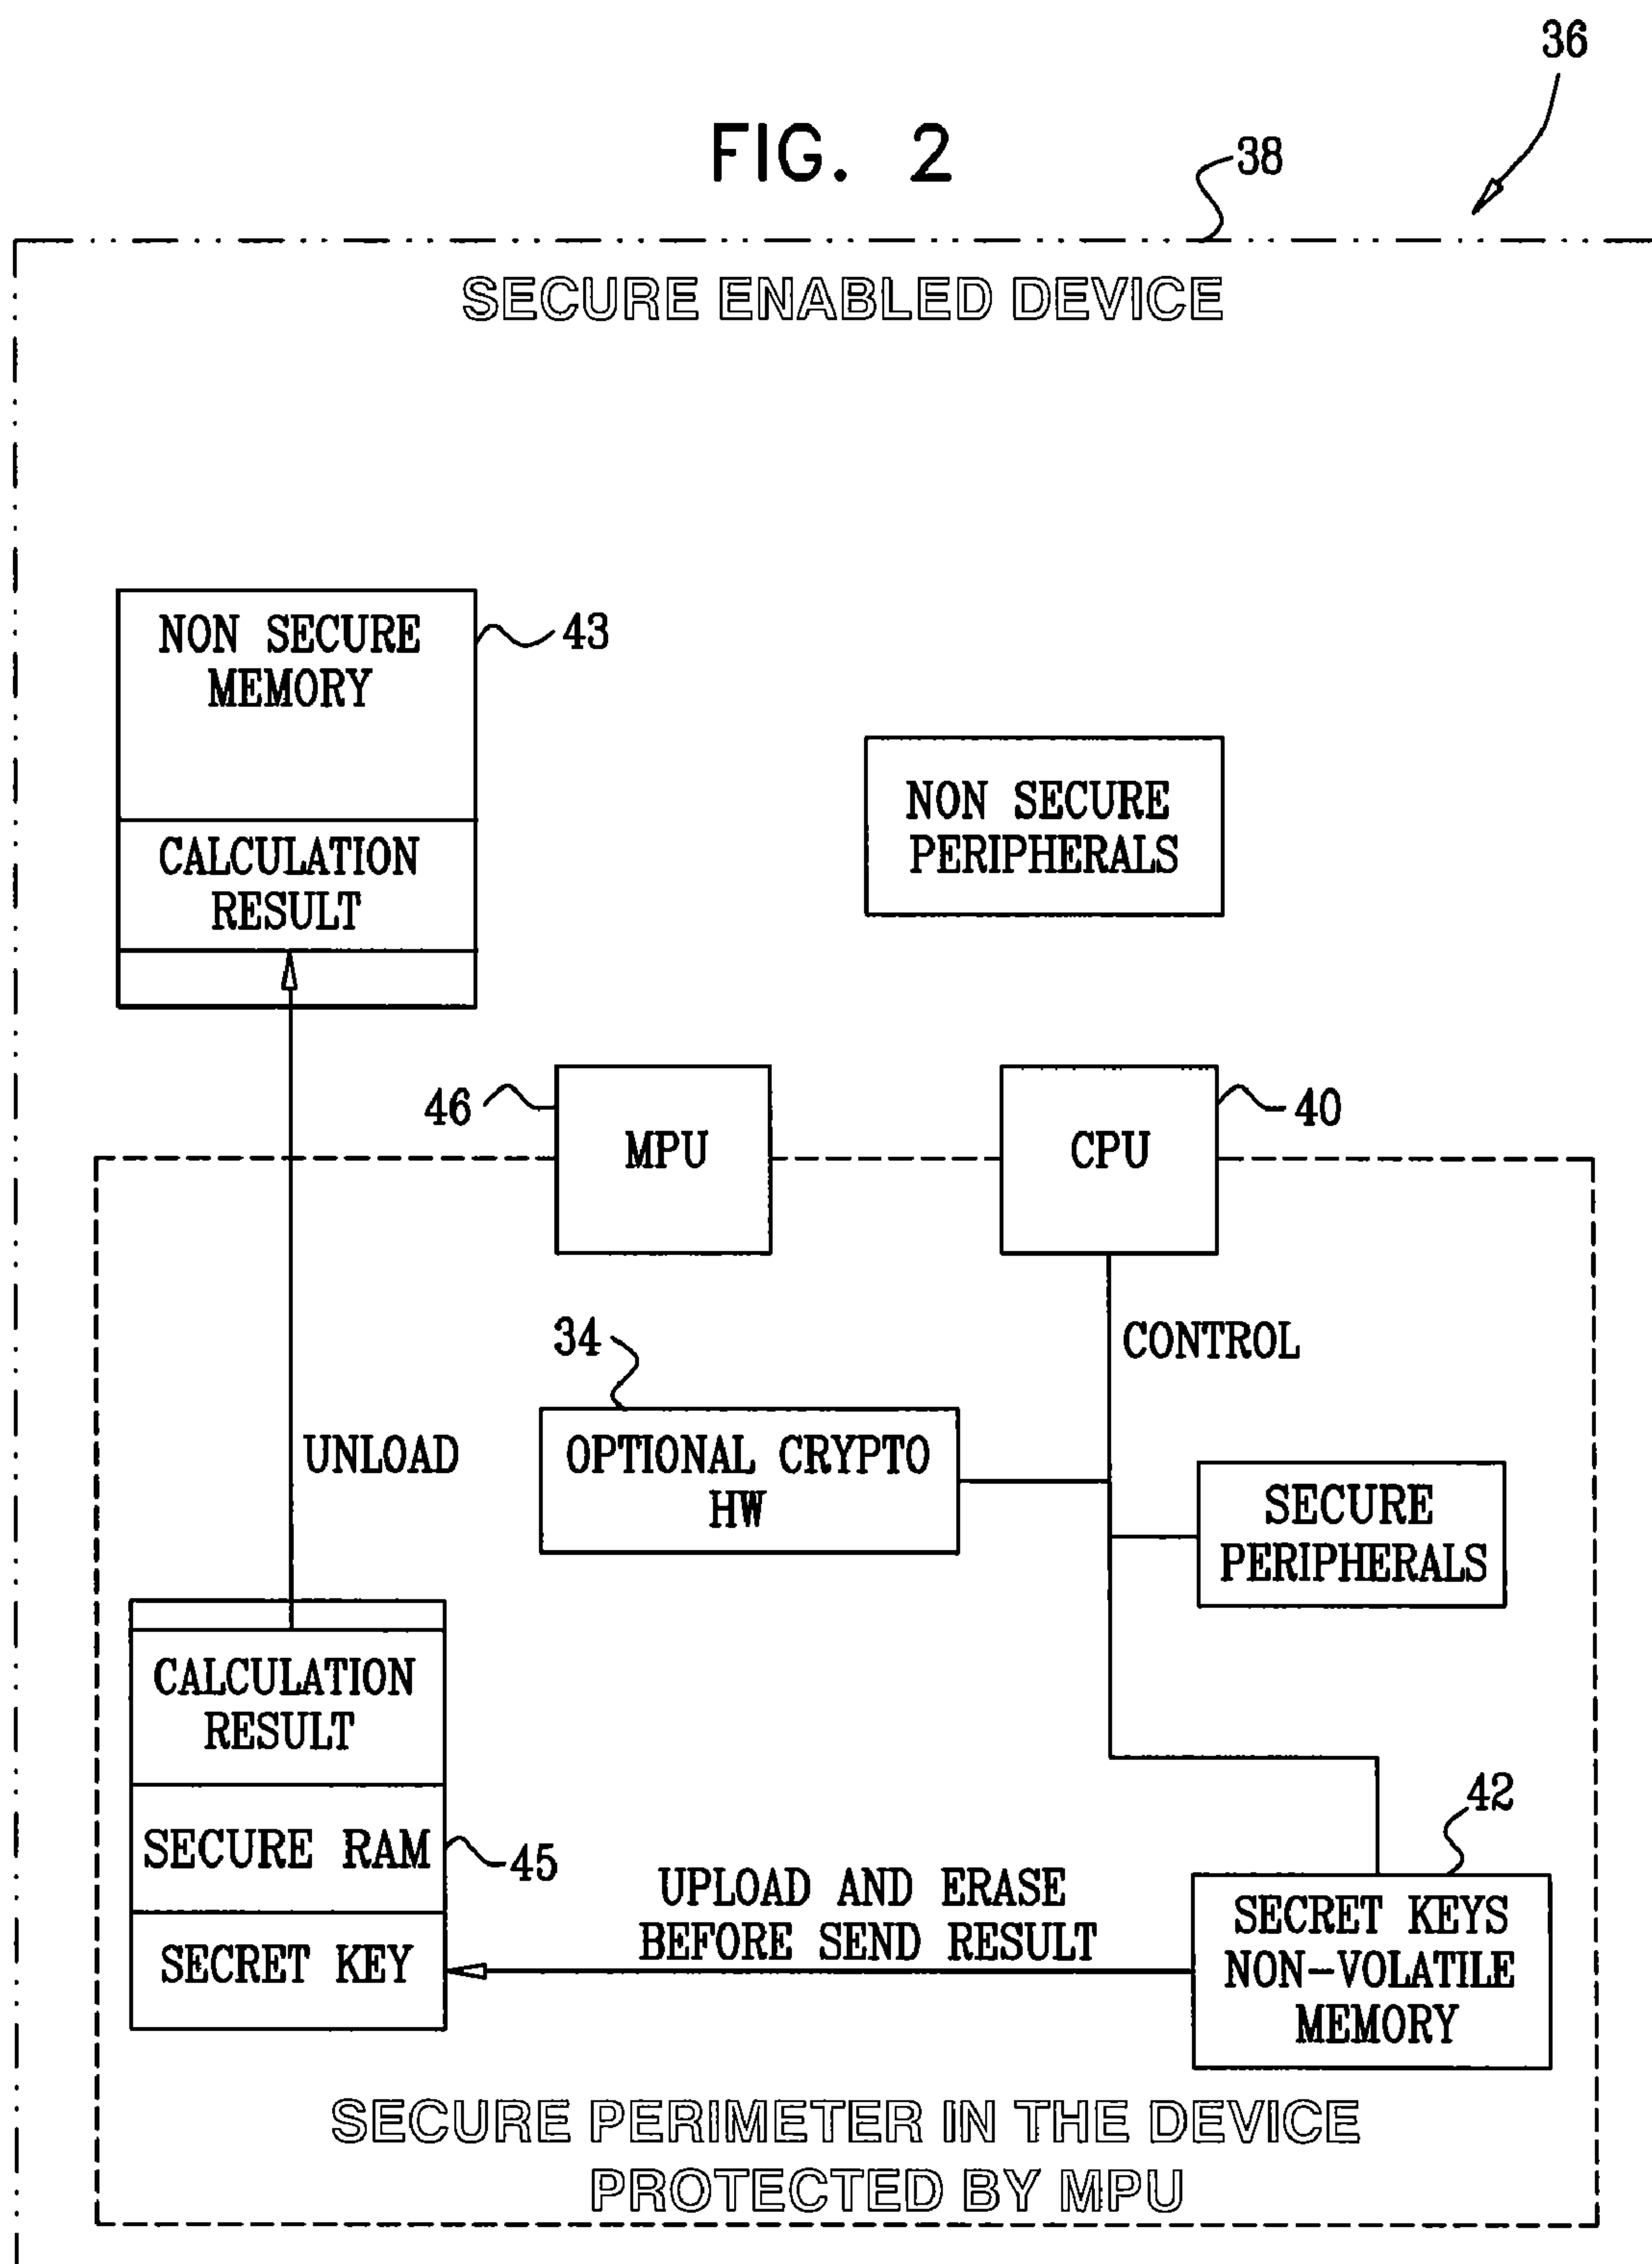 36
FIG. 2
38
SECURE ENABLED DEVICE
NON SECURE
MEMORY
43
CALCULATION
RESULT
NON SECURE
PERIPHERALS
46
MPU
CPU
40
CONTROL
34
OPTIONAL CRYPTO
HW
UNLOAD
SECURE
PERIPHERALS
CALCULATION
RESULT
SECURE RAM
45
SECRET KEY
UPLOAD AND ERASE
BEFORE SEND RESULT
42
SECRET KEYS
NON-VOLATILE
MEMORY
SECURE PERIMETER IN THE DEVICE
PROTECTED BY MPU